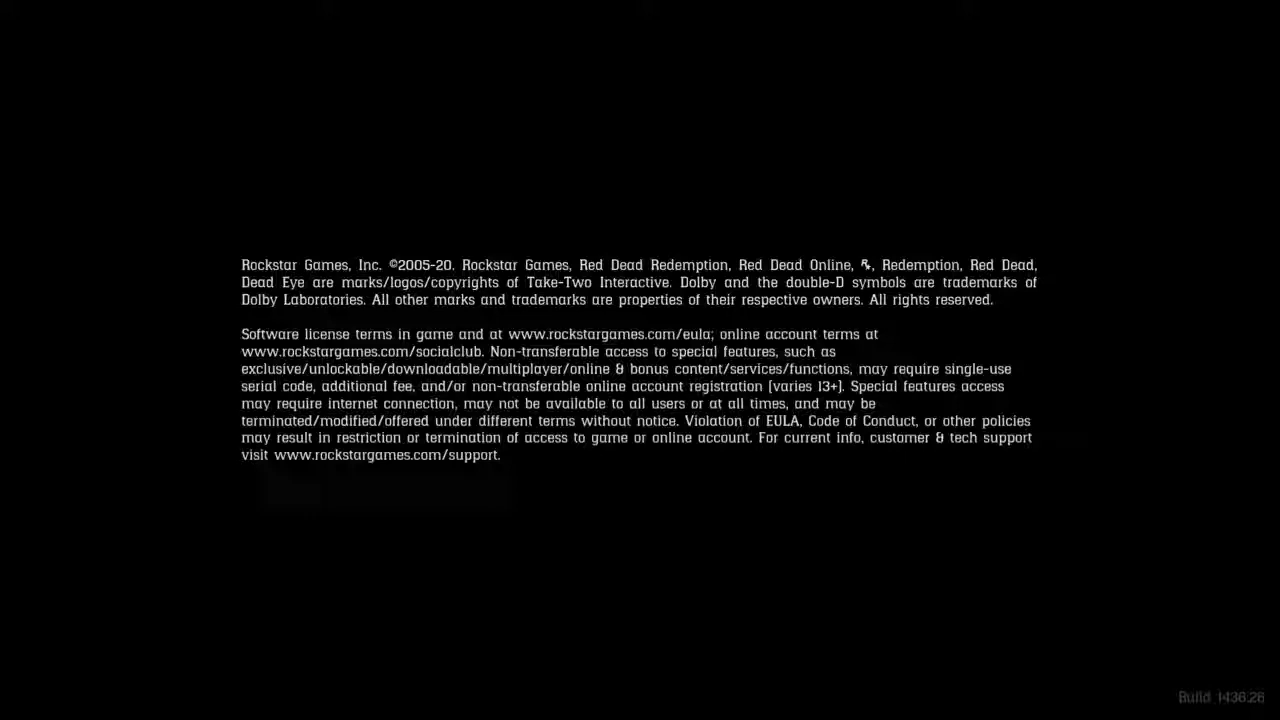 Rockstar Games, Inc. ©2005-20. Rockstar Games, Red Dead Redemption, Red Dead Online, R*, Redemption, Red Dead,
Dead Eye are marks/logos/copyrights of Take-Two Interactive. Dolby and the double-D symbols are trademarks of
Dolby Laboratories. All other marks and trademarks are properties of their respective owners. All rights reserved.
Software license terms in game and at www.rockstargames.com/eula; online account terms at
www.rockstargames.com/socialclub. Non-transferable access to special features, such as
exclusive/unlockable/downloadable/multiplayer/online & bonus content/services/functions, may require single-use
serial code, additional fee, and/or non-transferable online account registration (varies 13+). Special features access
may require internet connection, may not be available to all users or at all times, and may be
terminated/modified/offered under different terms without notice. Violation of EULA, Code of Conduct, or other policies
may result in restriction or termination of access to game or online account. For current info, customer & tech support
visit www.rockstargames.com/support.
Build 1436.26